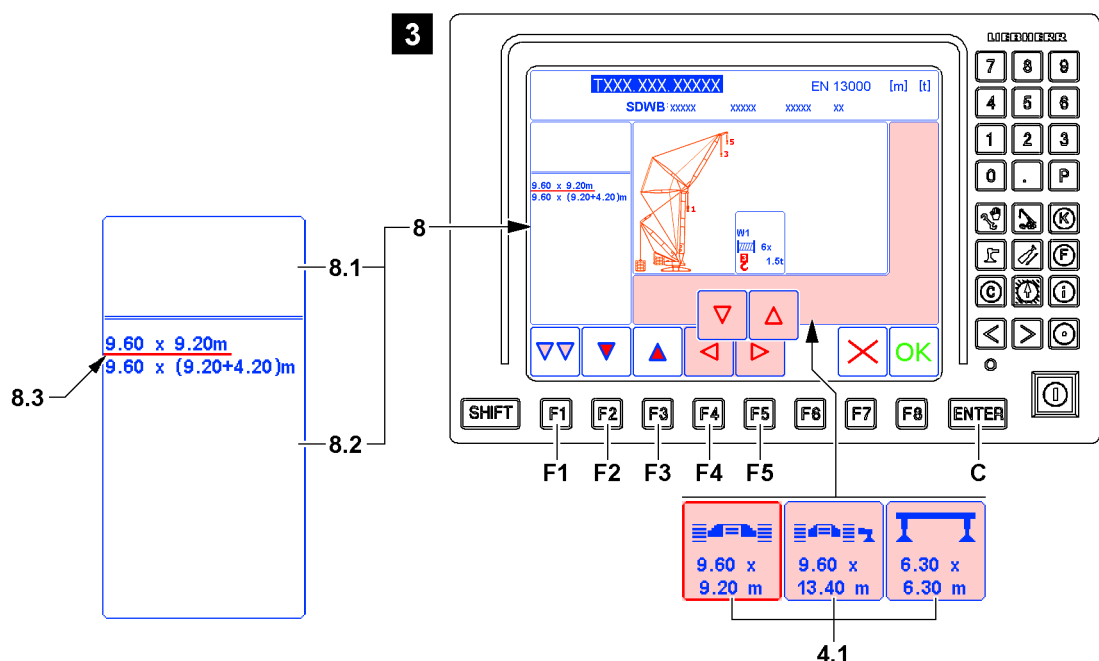 3
LIEBHERR
TXXX.XXX.XXXXX EN 13000 [m] [t]
SDWB XXXXX XXXXX XXXXX XX
9.60 x 9.20m
9.60 x (9.20+4.20)m
5
3
1
W1
6x
3
1.5t
OK
7 8 9
4 5 6
1 2 3
0 . P
K
F
C i
SHIFT F1 F2 F3 F4 F5 F6 F7 F8 ENTER
F1 F2 F3 F4 F5 C
8
8.1
9.60 x 9.20m
9.60 x (9.20+4.20)m
8.3
8.2
9.60 x
9.20 m
9.60 x
13.40 m
6.30 x
6.30 m
4.1